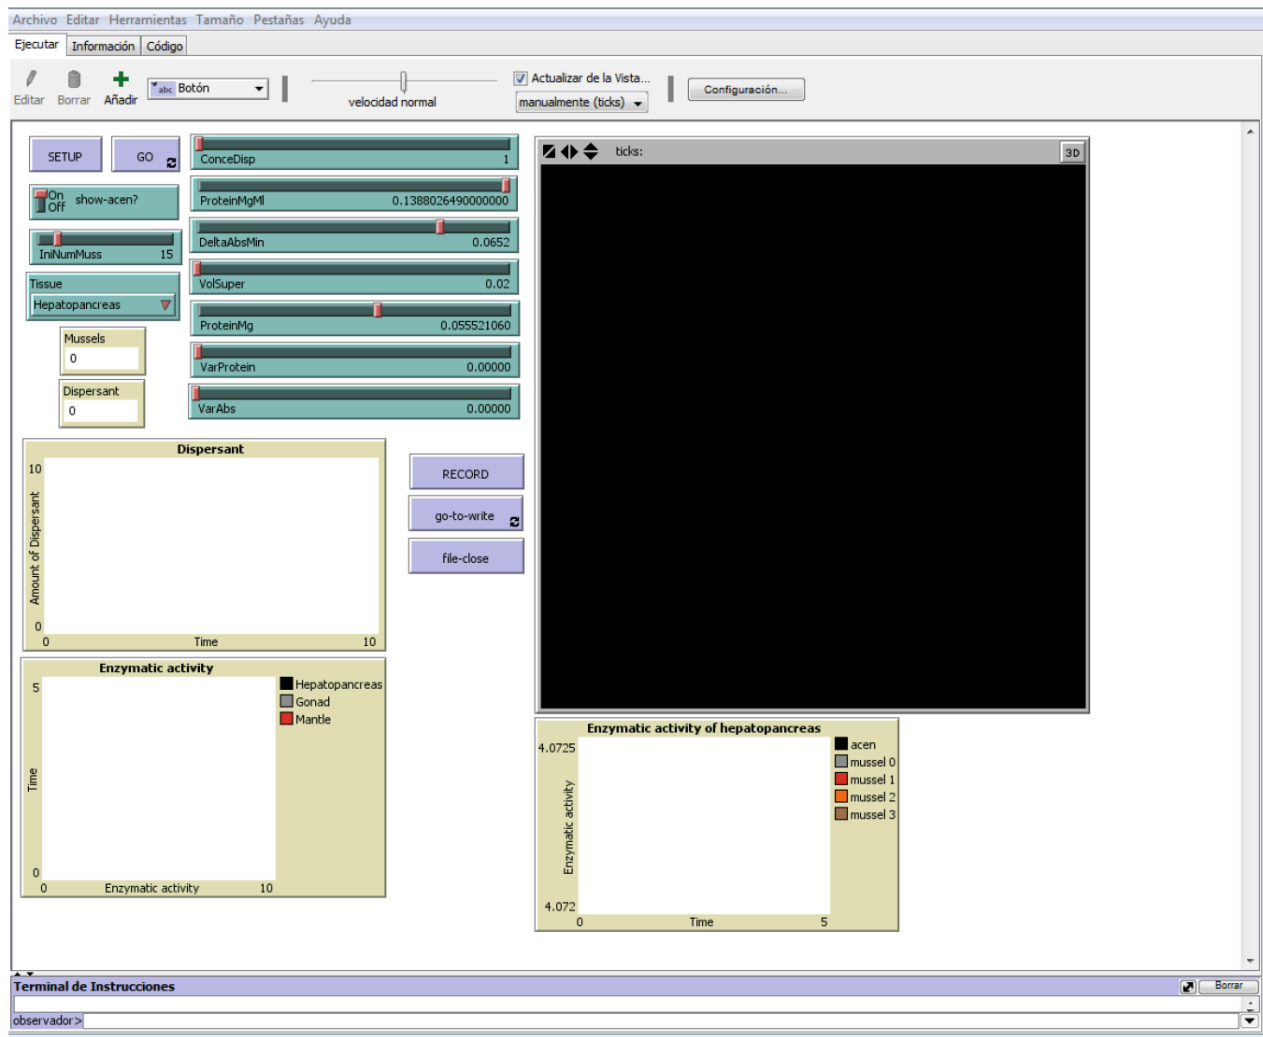 Archivo Editar Herramientas Tamaño Pestañas Ayuda
Ejecutar Información Código
Editar Borrar Añadir abc Botón velocidad normal Actualizar de la Vista... manualmente (ticks) Configuración...
SETUP GO
On
Off show-acen?
IniNumMuss 15
Tissue
Hepatopancreas
Mussels
0
Dispersant
0
ConceDisp 1
ProteinMgMl 0.1388026490000000
DeltaAbsMin 0.0652
VolSuper 0.02
ProteinMg 0.055521060
VarProtein 0.00000
VarAbs 0.00000
ticks: 3D
Dispersant
10
Amount of Dispersant
0
0 Time 10
RECORD
go-to-write
file-close
Enzymatic activity
5
Time
0
0 Enzymatic activity 10
Hepatopancreas
Gonad
Mantle
Enzymatic activity of hepatopancreas
4.0725
Enzymatic activity
4.072
0 Time 5
acen
mussel 0
mussel 1
mussel 2
mussel 3
Terminal de Instrucciones Borrar
observador>